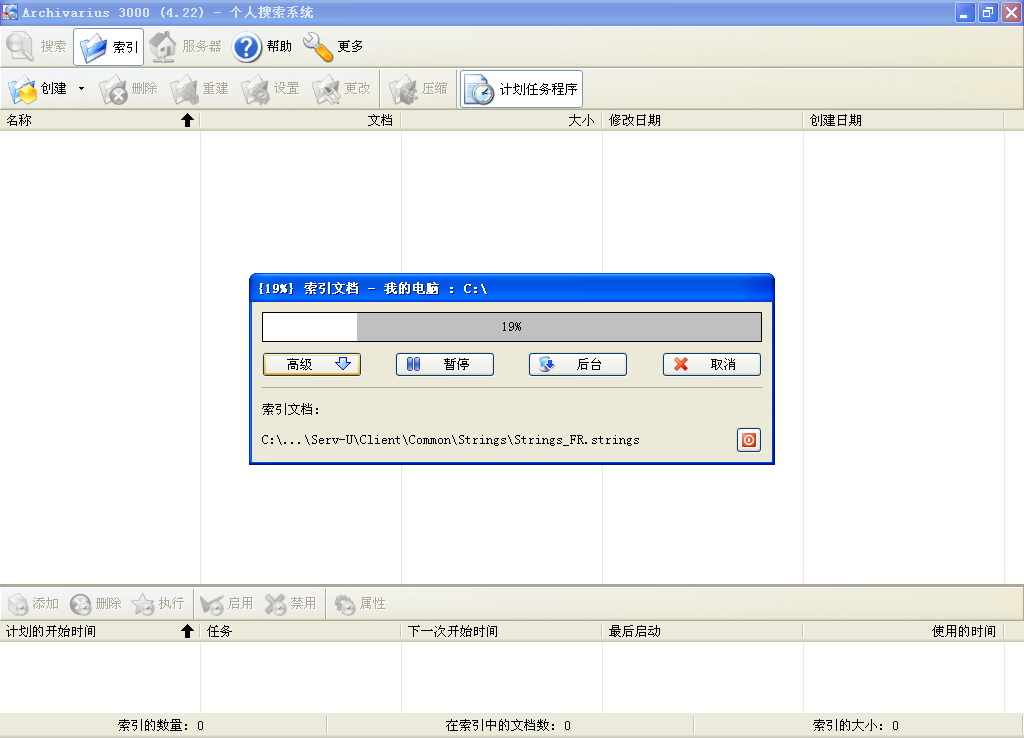 Archivarius 3000 (4.22) - 个人搜索系统
搜索 索引 服务器 帮助 更多
创建 删除 重建 设置 更改 压缩 计划任务程序
名称 文档 大小 修改日期 创建日期
{19%} 索引文档 - 我的电脑 : C:\
19%
高级 暂停 后台 取消
索引文档:
C:\...\Serv-U\Client\Common\Strings\Strings_FR.strings
添加 删除 执行 启用 禁用 属性
计划的开始时间 任务 下一次开始时间 最后启动 使用的时间
索引的数量: 0 在索引中的文档数: 0 索引的大小: 0